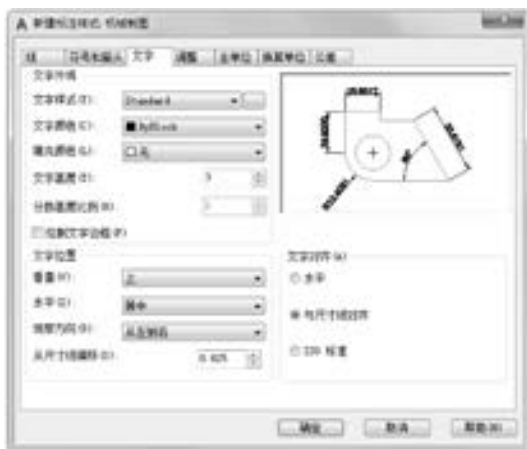 新建标注样式: 机械制图
线 符号和箭头 文字 调整 主单位 换算单位 公差
文字外观
文字样式(Y): Standard
文字颜色(C): ByBlock
填充颜色(L): 无
文字高度(T): 3
分数高度比例(H):
绘制文字边框(F)
文字位置
垂直(V): 上
水平(Z): 居中
观察方向(D): 从左到右
从尺寸线偏移(O): 0.625
文字对齐(A)
水平
与尺寸线对齐
ISO 标准
确定 取消 帮助(H)